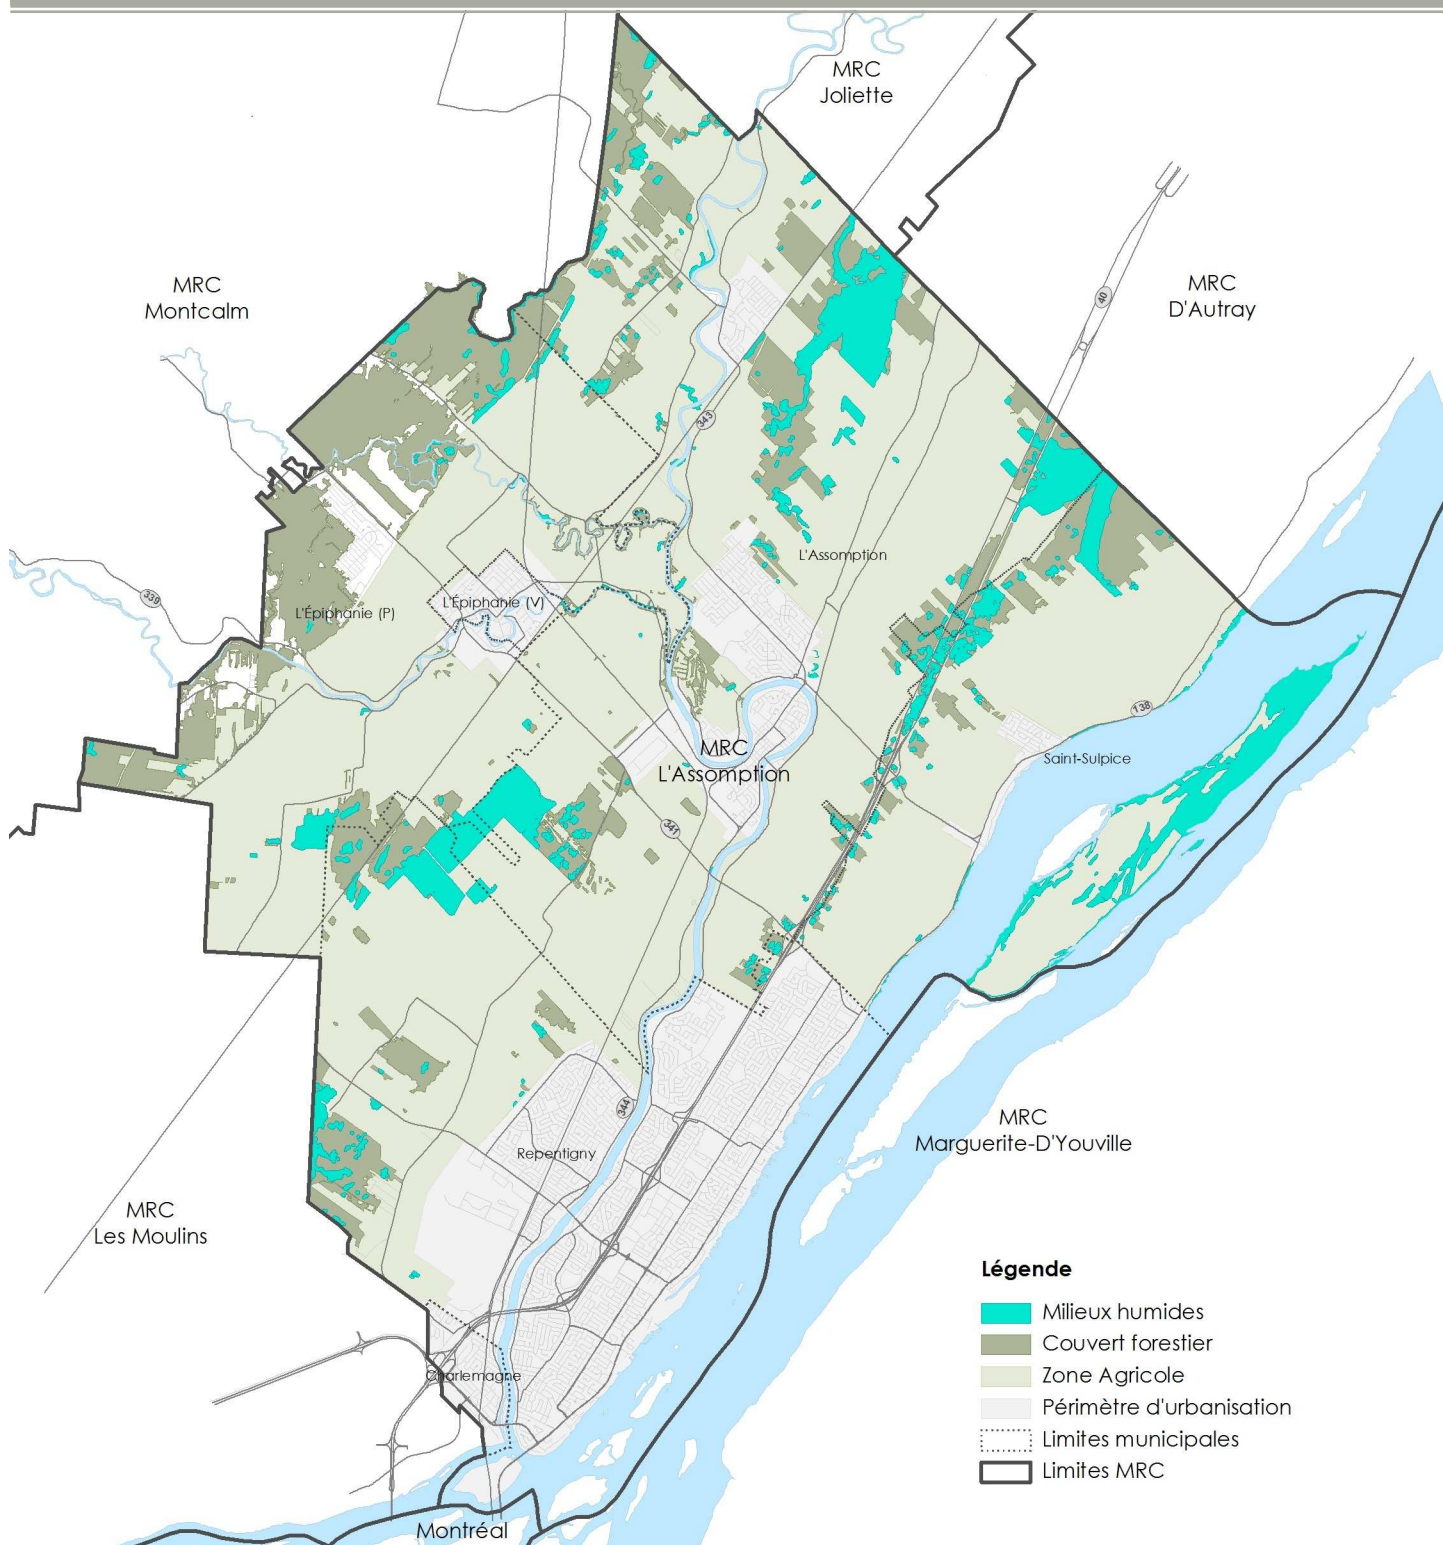 MRC
Joliette
MRC
Montcalm
MRC
D'Autray
40
343
L'Assomption
339
L'Épiphanie (P)
L'Épiphanie (V)
138
MRC
L'Assomption
Saint-Sulpice
341
344
Repentigny
MRC
Marguerite-D'Youville
MRC
Les Moulins
Charlemagne
Montréal
Légende
Milieux humides
Couvert forestier
Zone Agricole
Périmètre d'urbanisation
Limites municipales
Limites MRC